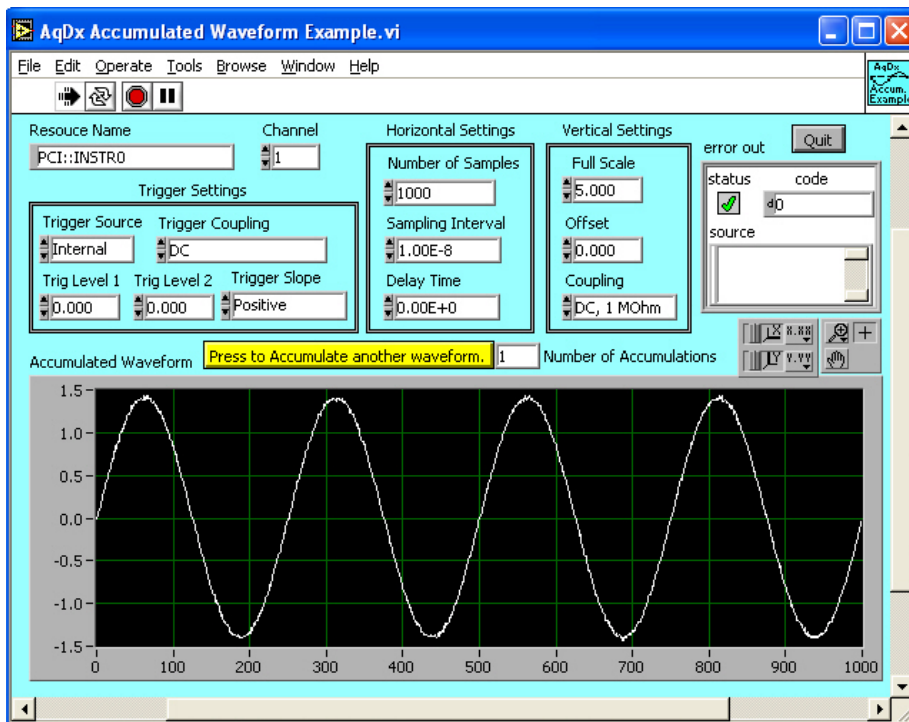 AqDx Accumulated Waveform Example.vi
File Edit Operate Tools Browse Window Help
AqDx
Accum.
Example
Resouce Name
PCI::INSTR0
Channel
1
Trigger Settings
Trigger Source
Internal
Trigger Coupling
DC
Trig Level 1
0.000
Trig Level 2
0.000
Trigger Slope
Positive
Horizontal Settings
Number of Samples
1000
Sampling Interval
1.00E-8
Delay Time
0.00E+0
Vertical Settings
Full Scale
5.000
Offset
0.000
Coupling
DC, 1 MOhm
error out
Quit
status
code
d0
source
X X.XX
Y Y.YY
Accumulated Waveform
Press to Accumulate another waveform.
1
Number of Accumulations
1.5
1.0
0.5
0.0
-0.5
-1.0
-1.5
0 100 200 300 400 500 600 700 800 900 1000